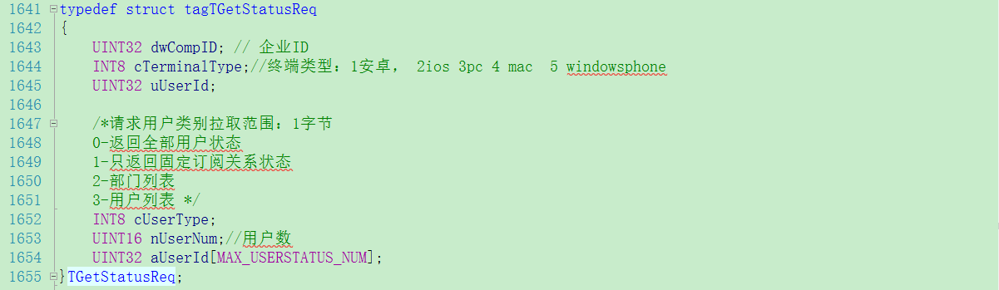 1641 typedef struct tagTGetStatusReq
1642 {
1643 UINT32 dwCompID; // 企业ID
1644 INT8 cTerminalType;//终端类型：1安卓， 2ios 3pc 4 mac  5 windowsphone
1645 UINT32 uUserId;
1646
1647 /*请求用户类别拉取范围：1字节
1648 0-返回全部用户状态
1649 1-只返回固定订阅关系状态
1650 2-部门列表
1651 3-用户列表 */
1652 INT8 cUserType;
1653 UINT16 nUserNum;//用户数
1654 UINT32 aUserId[MAX_USERSTATUS_NUM];
1655 }TGetStatusReq;